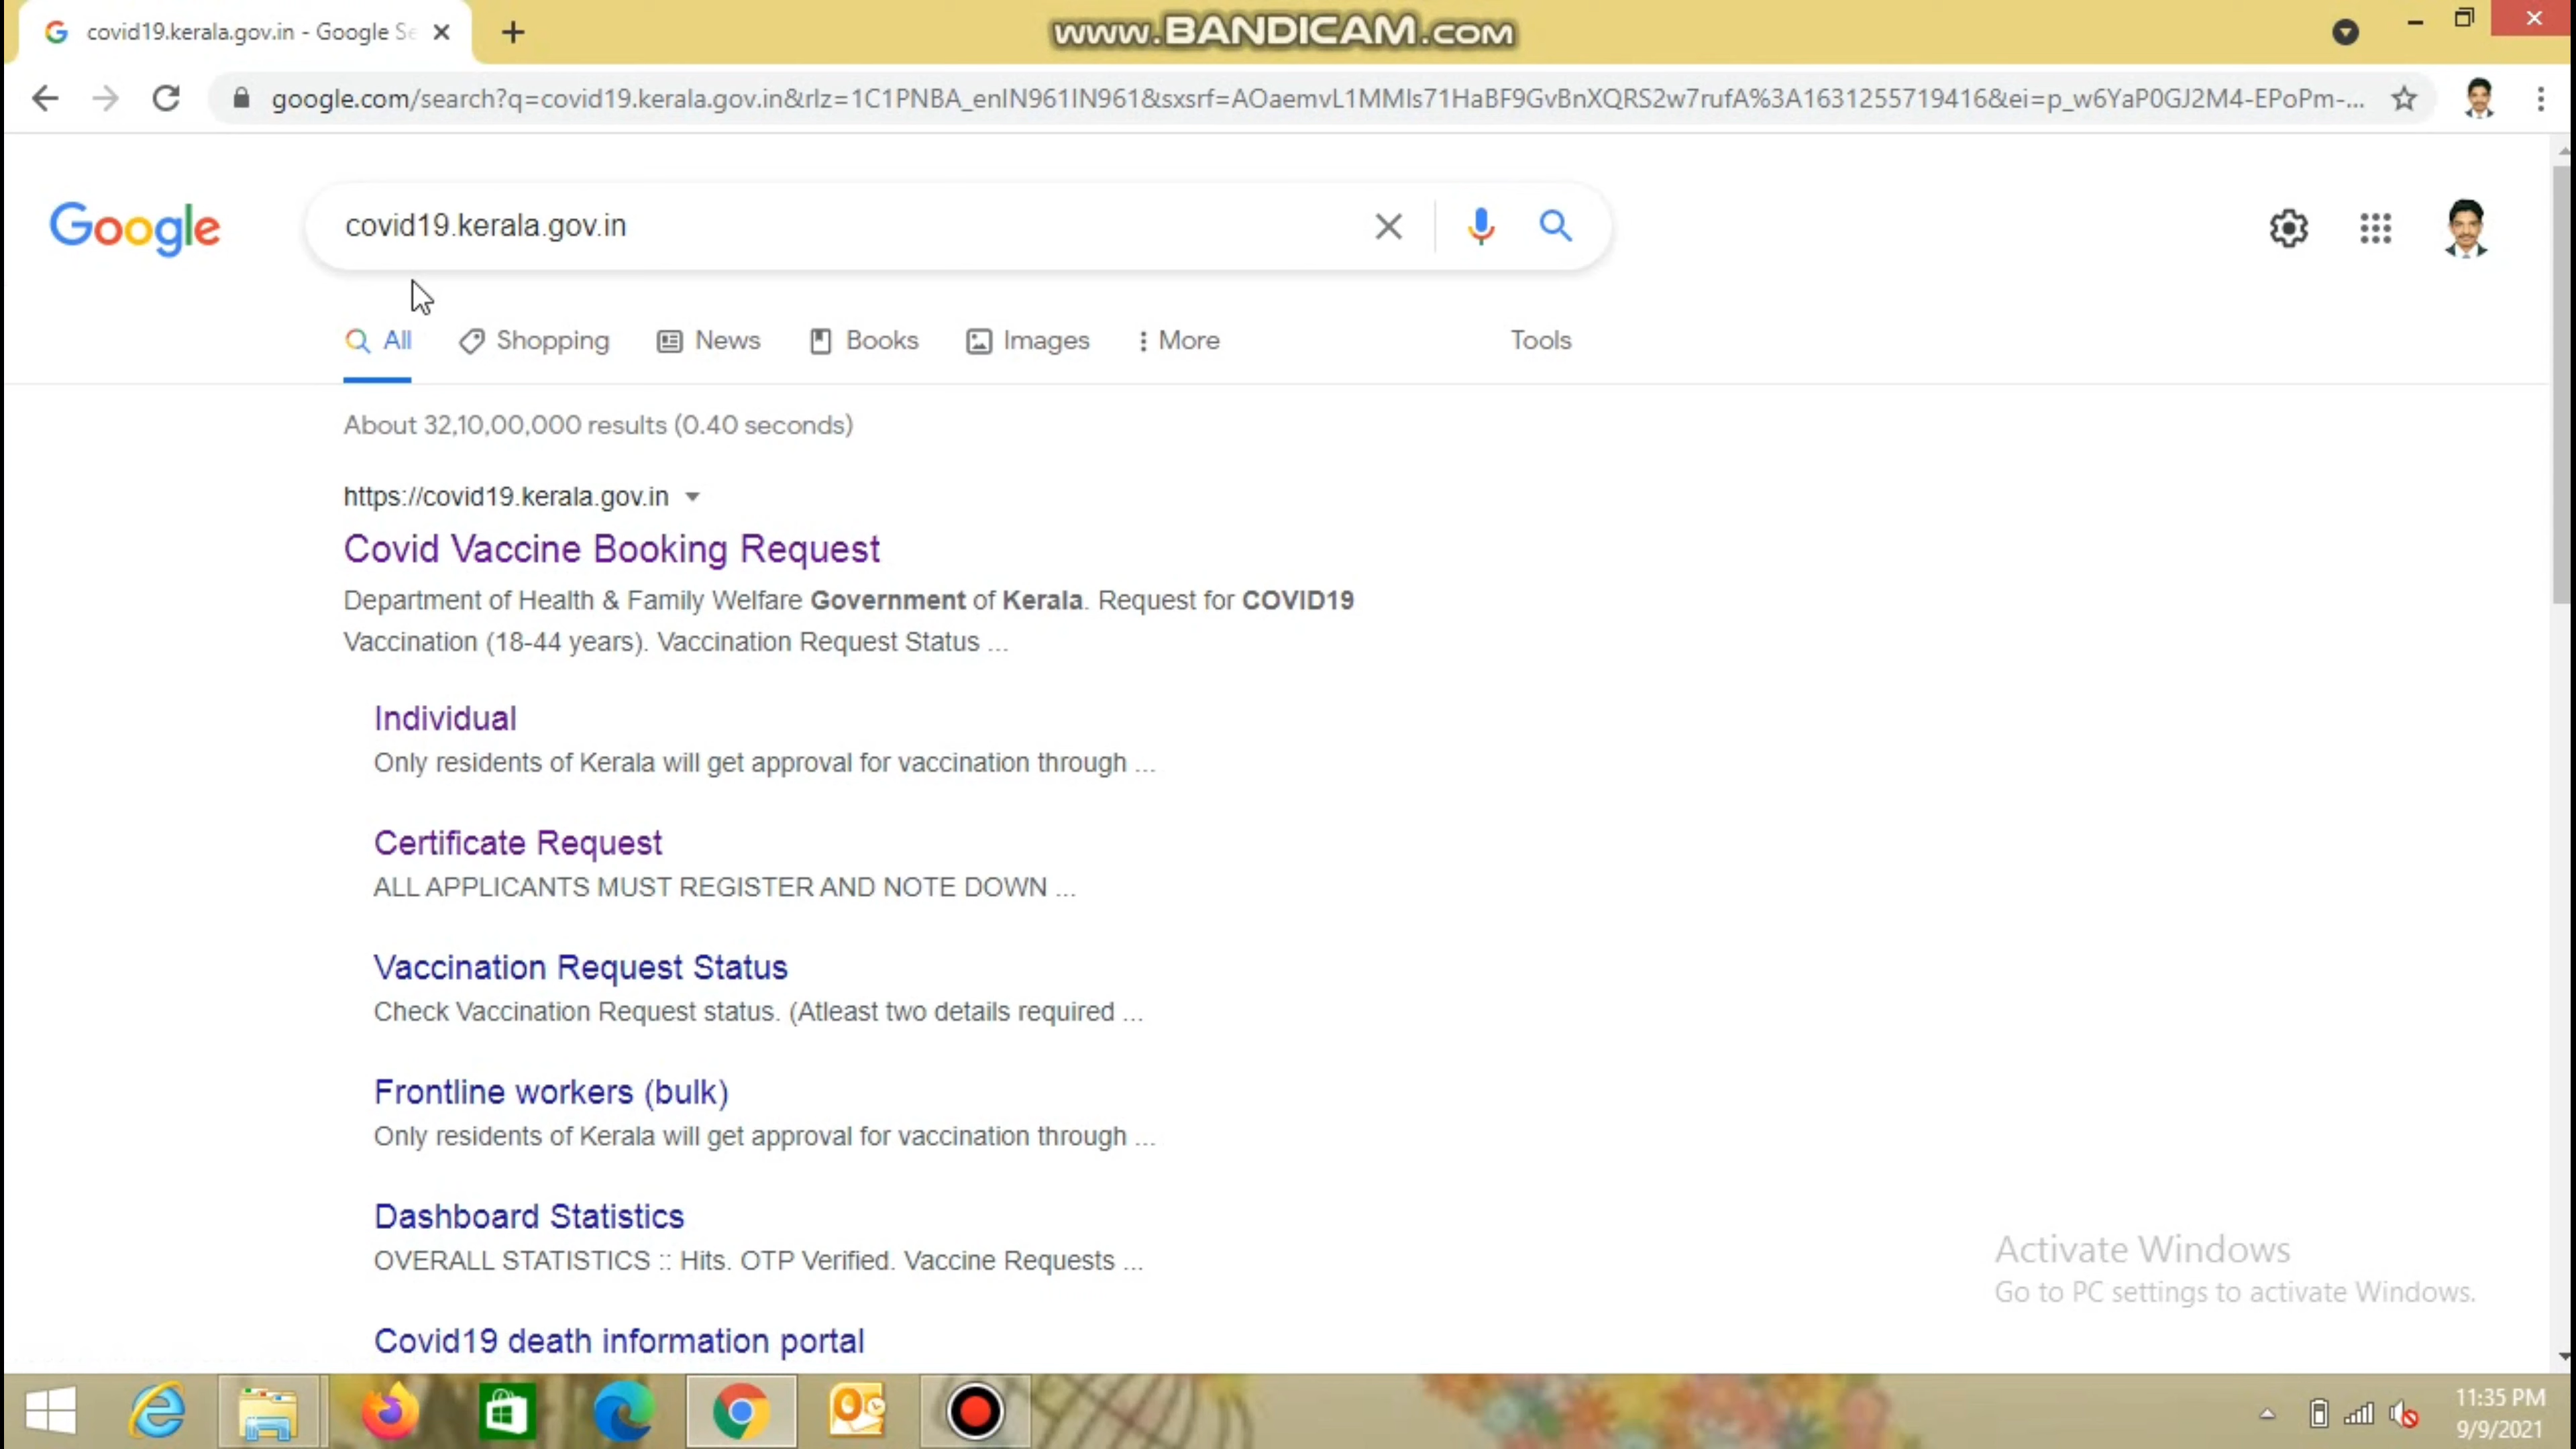 covid19.kerala.gov.in - Google Se
www.BANDICAM.com
google.com/search?q=covid19.kerala.gov.in&rlz=1C1PNBA_enIN961IN961&sxsrf=AOaemvL1MMIs71HaBF9GvBnXQRS2w7rufA%3A1631255719416&ei=p_w6YaP0GJ2M4-EPoPm-...
Google
covid19.kerala.gov.in
All Shopping News Books Images More Tools
About 32,10,00,000 results (0.40 seconds)
https://covid19.kerala.gov.in
Covid Vaccine Booking Request
Department of Health & Family Welfare Government of Kerala. Request for COVID19
Vaccination (18-44 years). Vaccination Request Status ...
Individual
Only residents of Kerala will get approval for vaccination through ...
Certificate Request
ALL APPLICANTS MUST REGISTER AND NOTE DOWN ...
Vaccination Request Status
Check Vaccination Request status. (Atleast two details required ...
Frontline workers (bulk)
Only residents of Kerala will get approval for vaccination through ...
Dashboard Statistics
OVERALL STATISTICS :: Hits. OTP Verified. Vaccine Requests ...
Activate Windows
Go to PC settings to activate Windows.
Covid19 death information portal
11:35 PM
9/9/2021